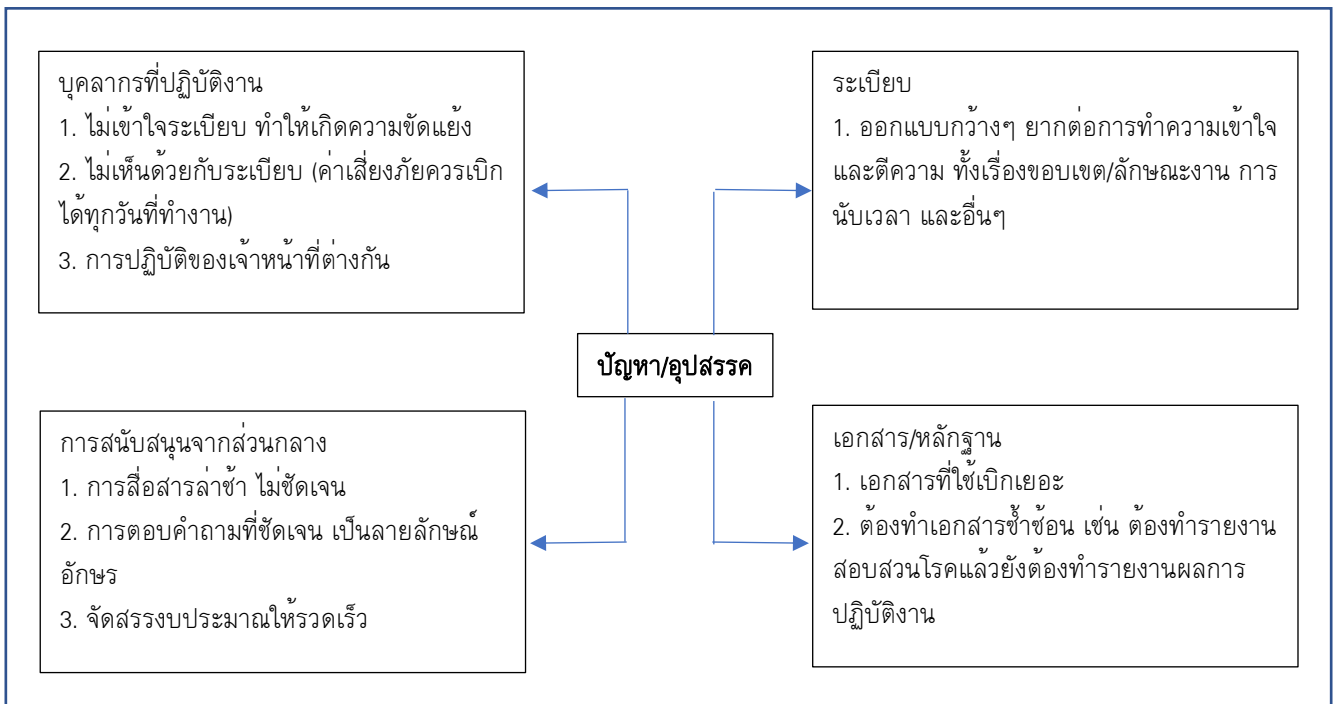 บุคลากรที่ปฏิบัติงาน
1. ไม่เข้าใจระเบียบ ทำให้เกิดความขัดแย้ง
2. ไม่เห็นด้วยกับระเบียบ (ค่าเสี่ยงภัยควรเบิก
ได้ทุกวันที่ทำงาน)
3. การปฏิบัติของเจ้าหน้าที่ต่างกัน
ระเบียบ
1. ออกแบบกว้างๆ ยากต่อการทำความเข้าใจ
และตีความ ทั้งเรื่องขอบเขต/ลักษณะงาน การ
นับเวลา และอื่นๆ
ปัญหา/อุปสรรค
การสนับสนุนจากส่วนกลาง
1. การสื่อสารล่าช้า ไม่ชัดเจน
2. การตอบคำถามที่ชัดเจน เป็นลายลักษณ์
อักษร
3. จัดสรรงบประมาณให้รวดเร็ว
เอกสาร/หลักฐาน
1. เอกสารที่ใช้เบิกเยอะ
2. ต้องทำเอกสารซ้ำซ้อน เช่น ต้องทำรายงาน
สอบสวนโรคแล้วยังต้องทำรายงานผลการ
ปฏิบัติงาน